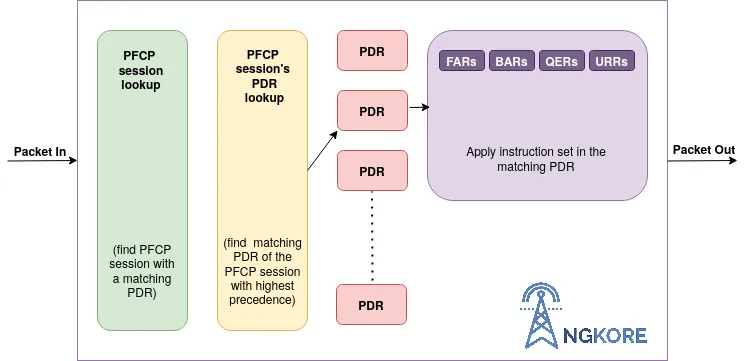 Packet In
PFCP
session
lookup
(find PFCP
session with
a matching
PDR)
PFCP
session's
PDR
lookup
(find matching
PDR of the
PFCP session
with highest
precedence)
PDR
PDR
PDR
PDR
FARs BARs QERs URRs
Apply instruction set in the
matching PDR
Packet Out
NGKORE